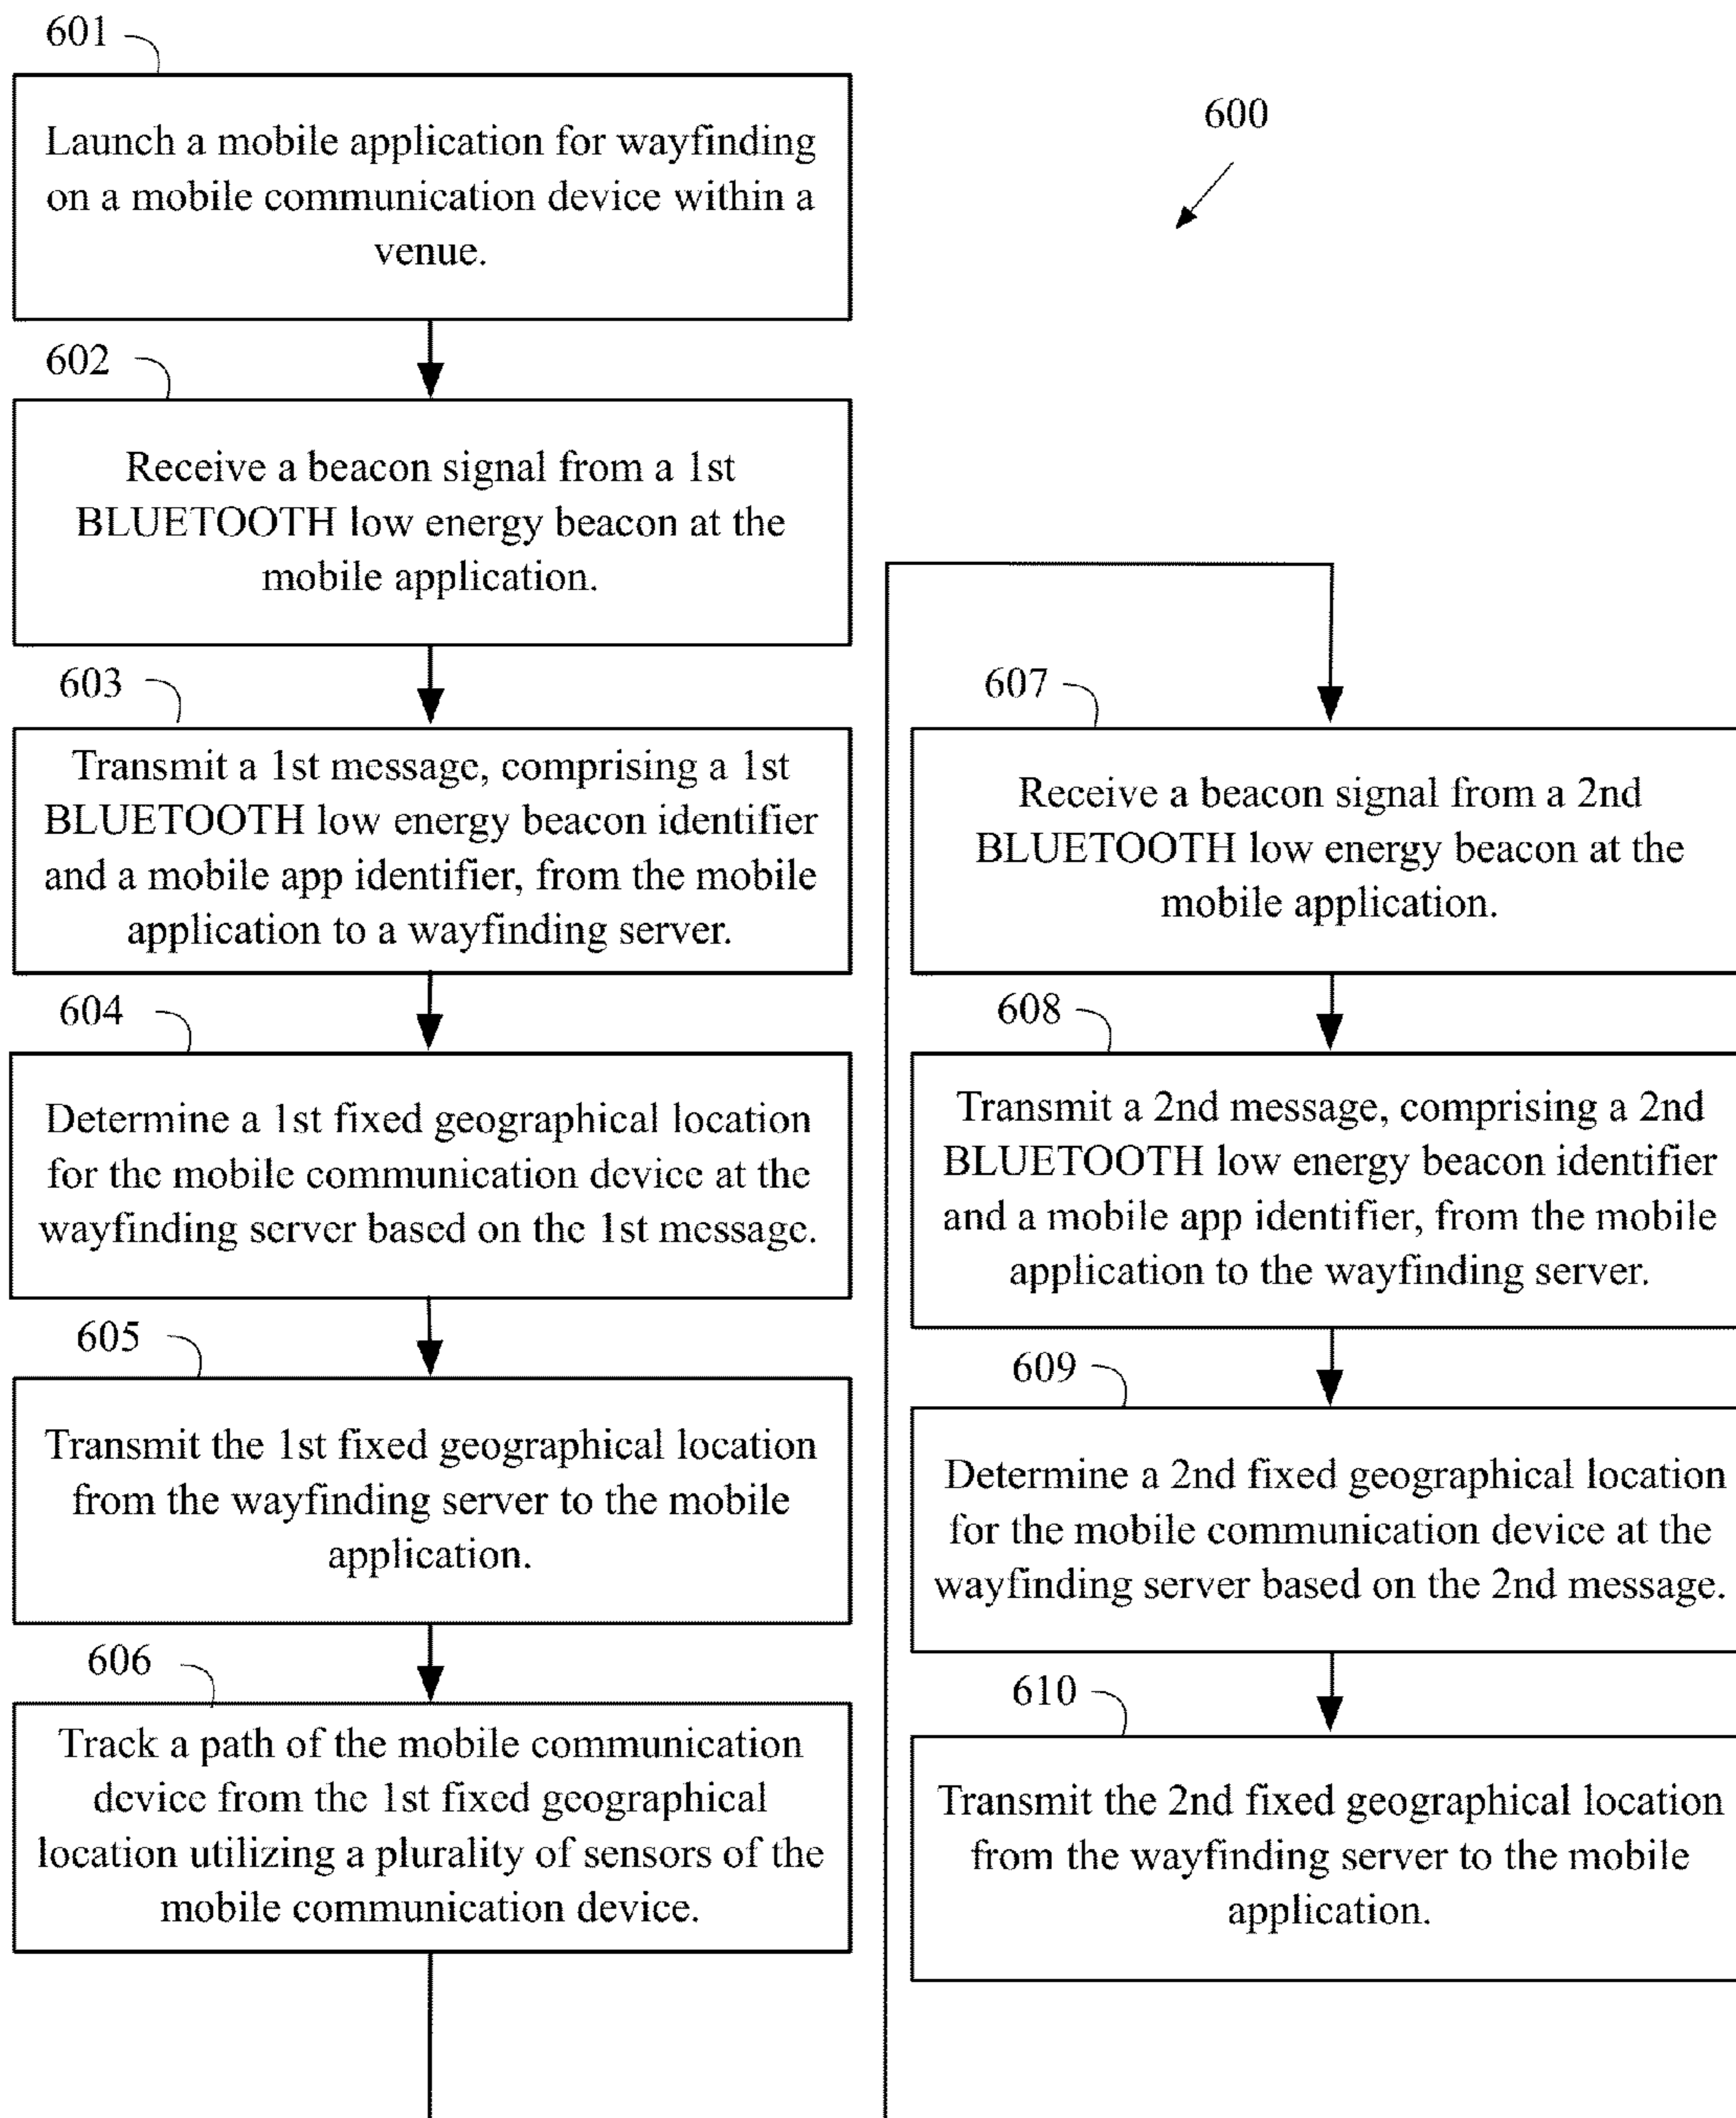 601
Launch a mobile application for wayfinding
on a mobile communication device within a
venue.
602
Receive a beacon signal from a 1st
BLUETOOTH low energy beacon at the
mobile application.
603
Transmit a 1st message, comprising a 1st
BLUETOOTH low energy beacon identifier
and a mobile app identifier, from the mobile
application to a wayfinding server.
604
Determine a 1st fixed geographical location
for the mobile communication device at the
wayfinding server based on the 1st message.
605
Transmit the 1st fixed geographical location
from the wayfinding server to the mobile
application.
606
Track a path of the mobile communication
device from the 1st fixed geographical
location utilizing a plurality of sensors of the
mobile communication device.
600
607
Receive a beacon signal from a 2nd
BLUETOOTH low energy beacon at the
mobile application.
608
Transmit a 2nd message, comprising a 2nd
BLUETOOTH low energy beacon identifier
and a mobile app identifier, from the mobile
application to the wayfinding server.
609
Determine a 2nd fixed geographical location
for the mobile communication device at the
wayfinding server based on the 2nd message.
610
Transmit the 2nd fixed geographical location
from the wayfinding server to the mobile
application.